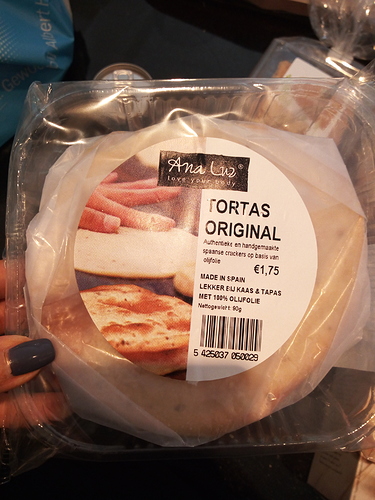 Ana Luz®
love your body
TORTAS
ORIGINAL
Authentieke en handgemaakte
spaanse crackers op basis van
olijfolie
€1,75
MADE IN SPAIN
LEKKER BIJ KAAS & TAPAS
MET 100% OLIJFOLIE
Nettogewicht: 90g
5 425037 050029